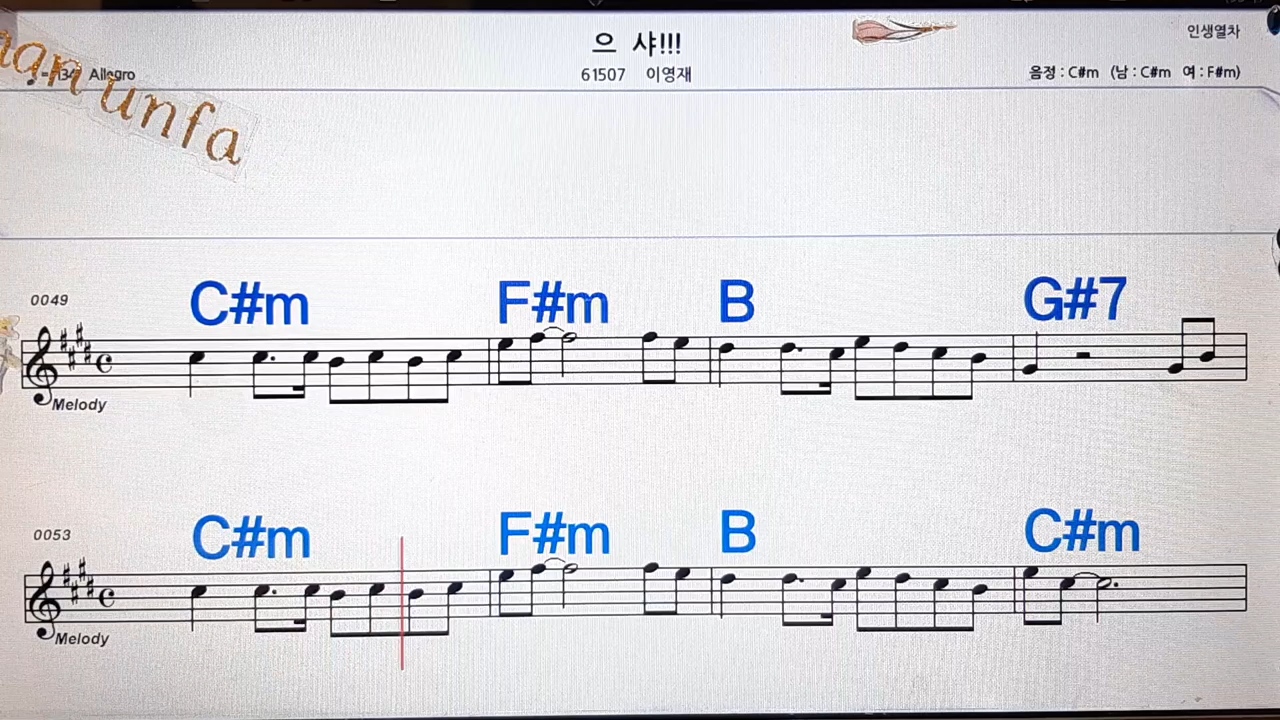 으 샤!!!
인생열차
Allegro
61507 이영재
음정 : C#m (남 : C#m 여 : F#m)
unfa
0049
C#m F#m B G#7
Melody
0053
C#m F#m B C#m
Melody